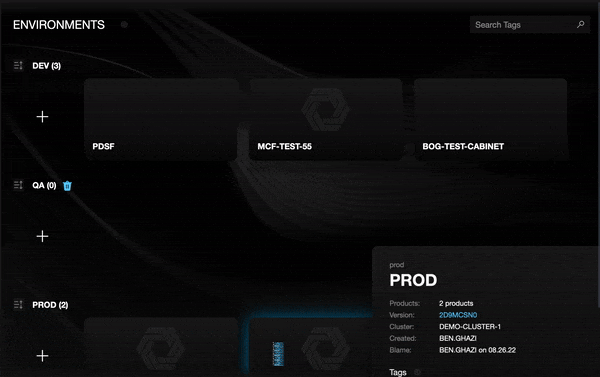 ENVIRONMENTS
Search Tags
DEV (3)
PDSF
MCF-TEST-55
BOG-TEST-CABINET
QA (0)
PROD (2)
prod
PROD
Products: 2 products
Version: 2D9MCSN0
Cluster: DEMO-CLUSTER-1
Created: BEN.GHAZI
Blame: BEN.GHAZI on 08.26.22
Tags